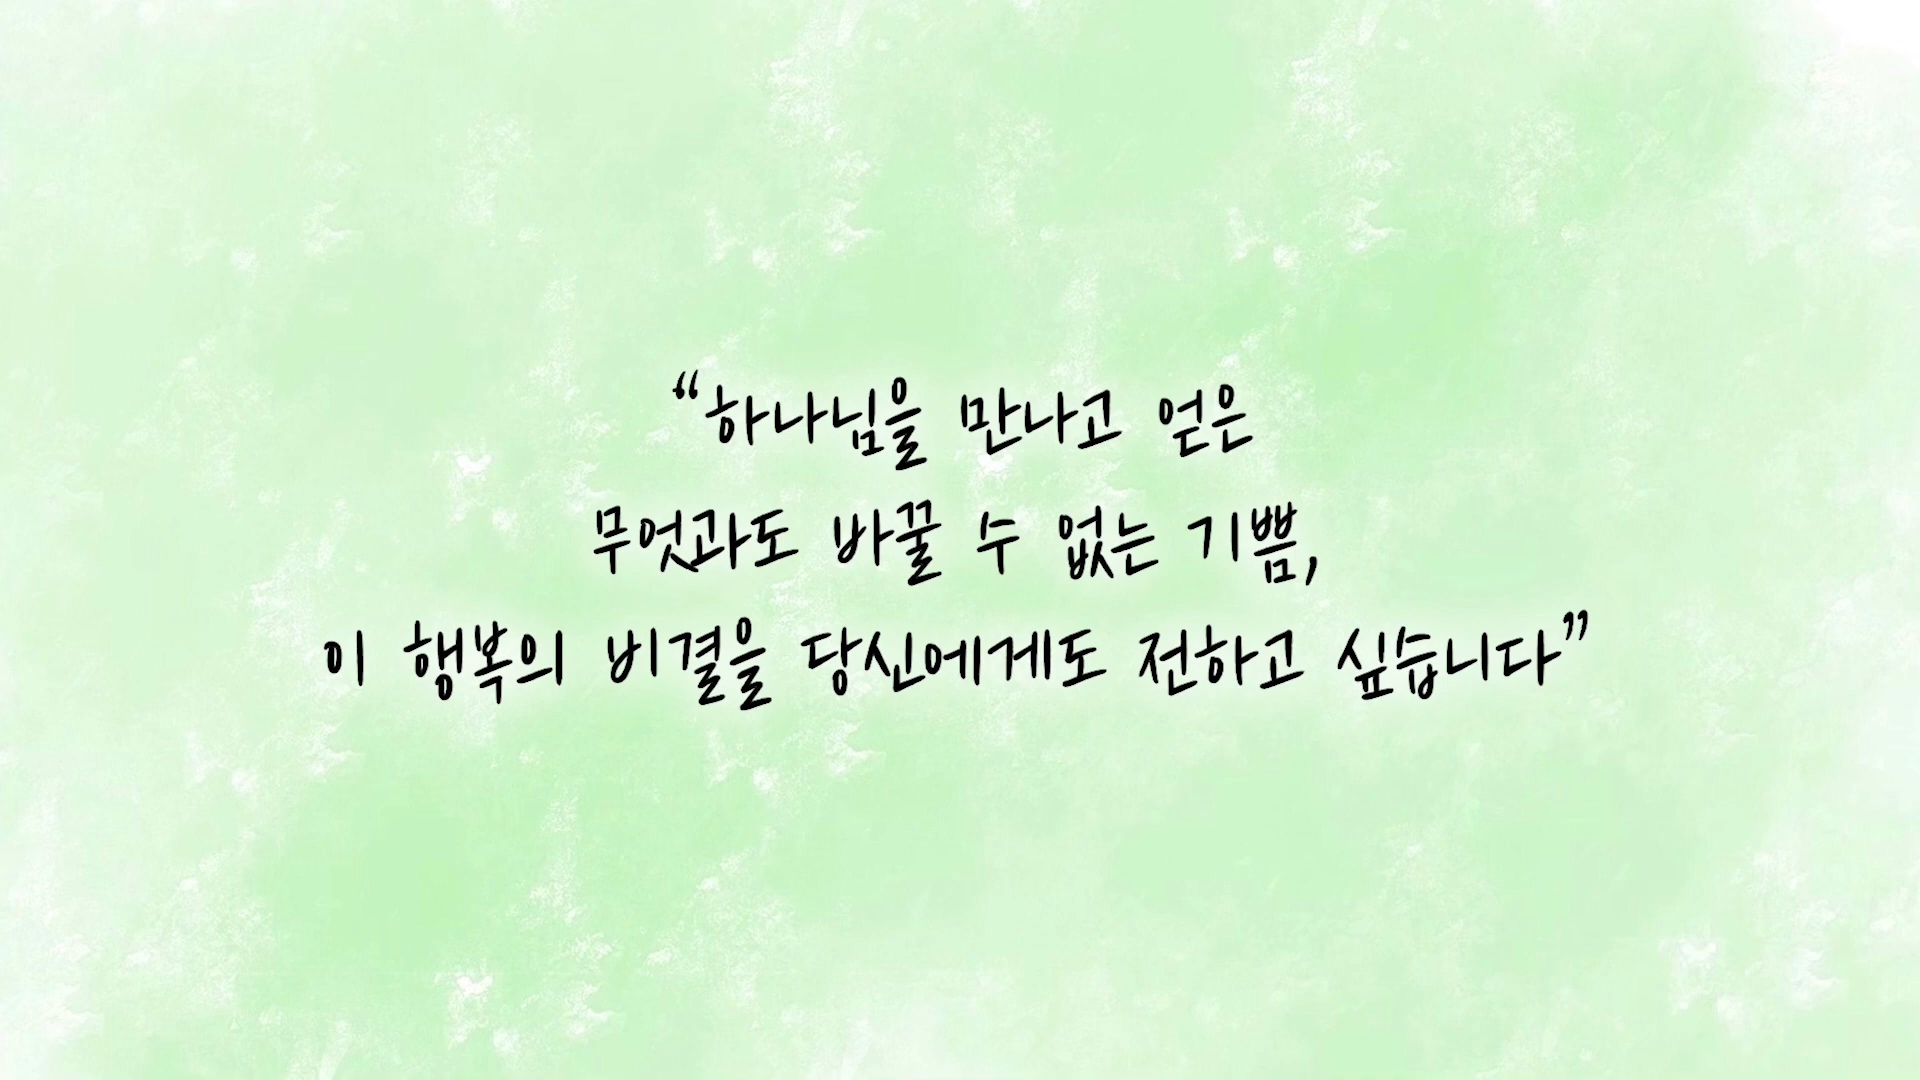 “하나님을 만나고 얻은
무엇과도 바꿀 수 없는 기쁨,
이 행복의 비결을 당신에게도 전하고 싶습니다”